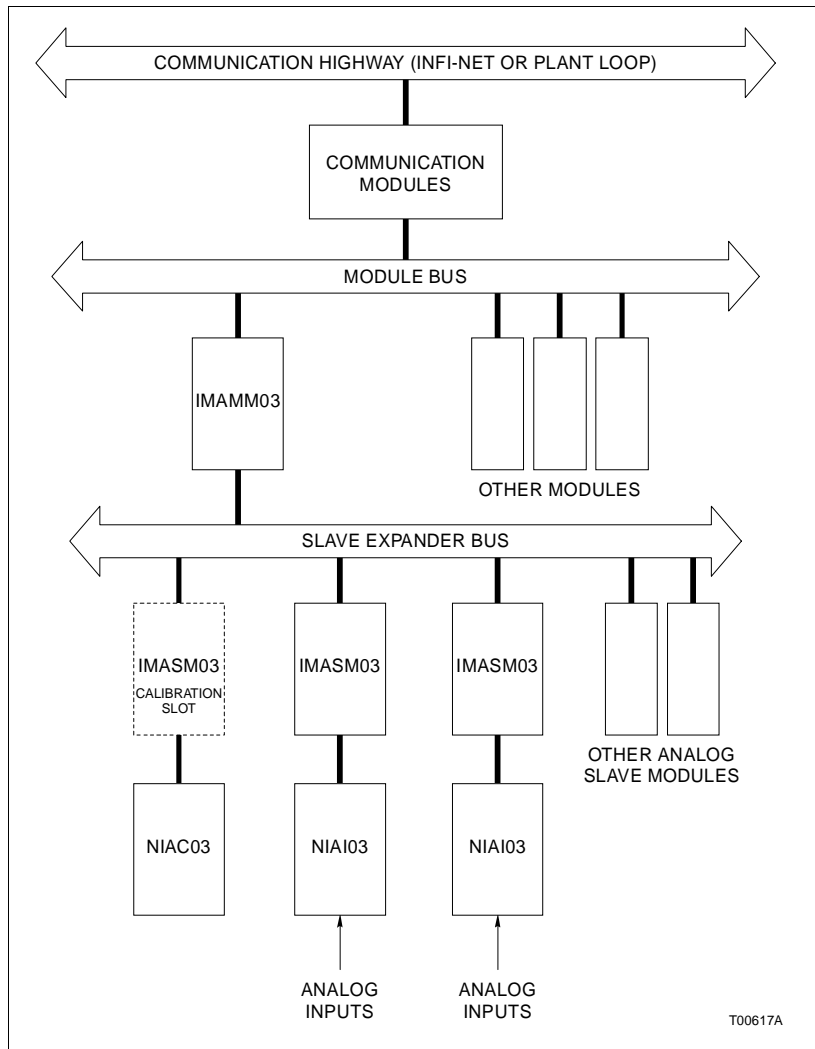 COMMUNICATION HIGHWAY (INFI-NET OR PLANT LOOP)
COMMUNICATION
MODULES
MODULE BUS
IMAMM03
OTHER MODULES
SLAVE EXPANDER BUS
IMASM03
CALIBRATION
SLOT
IMASM03
IMASM03
OTHER ANALOG
SLAVE MODULES
NIAC03
NIAI03
NIAI03
ANALOG
INPUTS
ANALOG
INPUTS
T00617A